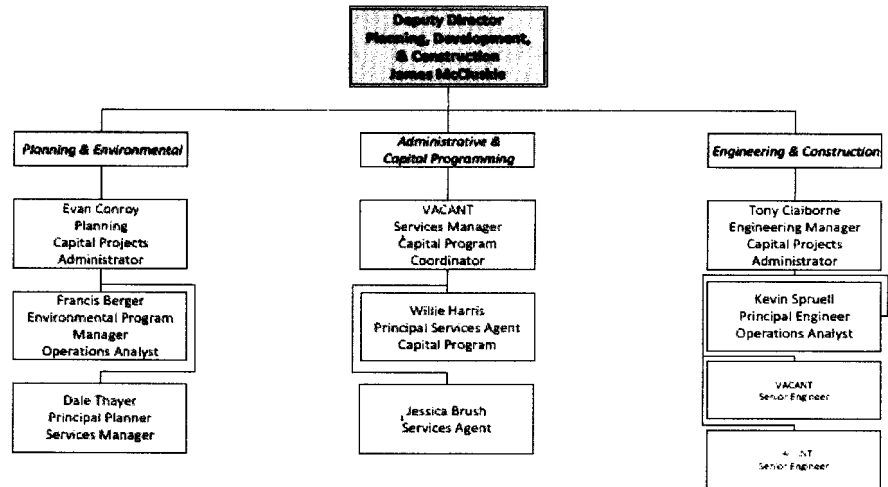 Deputy Director
Planning, Development,
& Construction
James McCluskie
Planning & Environmental
Administrative &
Capital Programming
Engineering & Construction
Evan Conroy
Planning
Capital Projects
Administrator
VACANT
Services Manager
Capital Program
Coordinator
Tony Claiborne
Engineering Manager
Capital Projects
Administrator
Francis Berger
Environmental Program
Manager
Operations Analyst
Willie Harris
Principal Services Agent
Capital Program
Kevin Spruell
Principal Engineer
Operations Analyst
VACANT
Senior Engineer
Dale Thayer
Principal Planner
Services Manager
Jessica Brush
Services Agent
Senior Engineer